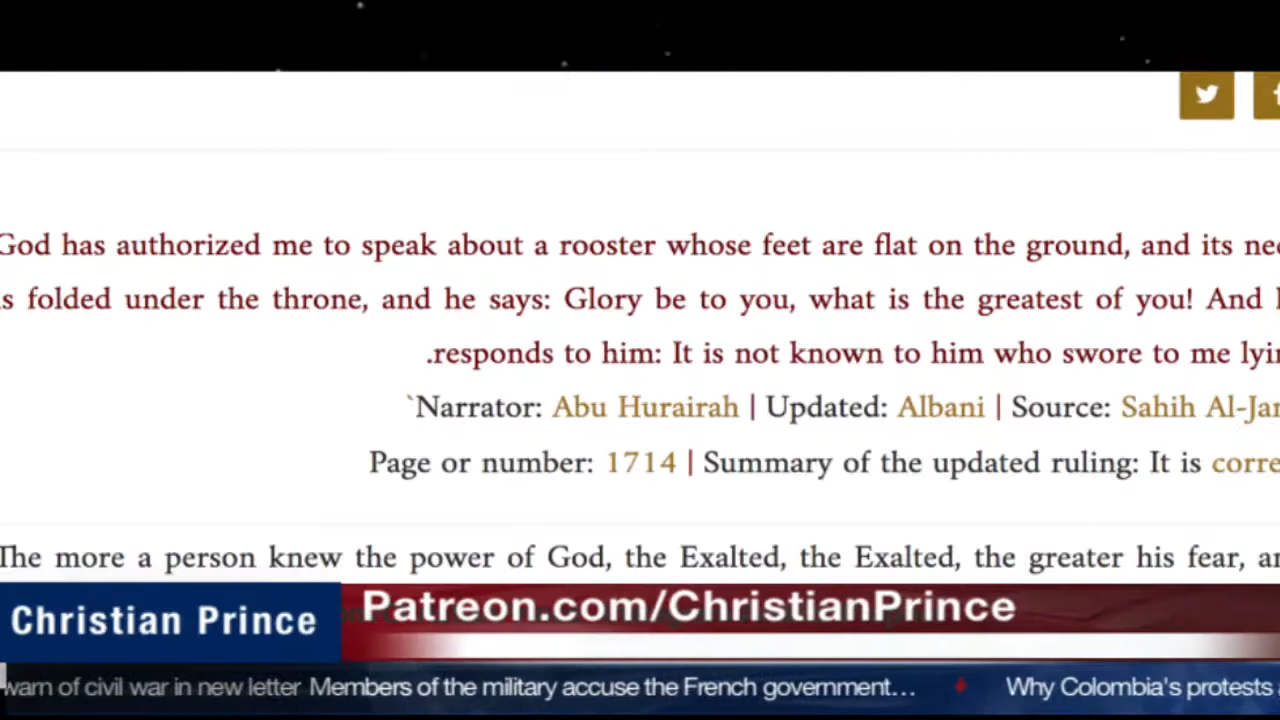 God has authorized me to speak about a rooster whose feet are flat on the ground, and its
is folded under the throne, and he says: Glory be to you, what is the greatest of you! And
.responds to him: It is not known to him who swore to me
`Narrator: Abu Hurairah | Updated: Albani | Source: Sahih
Page or number: 1714 | Summary of the updated ruling: It is
The more a person knew the power of God, the Exalted, the Exalted, the greater his fear,
Christian Prince
Patreon.com/ChristianPrince
warn of civil war in new letter Members of the military accuse the French government… Why Colombia's protests